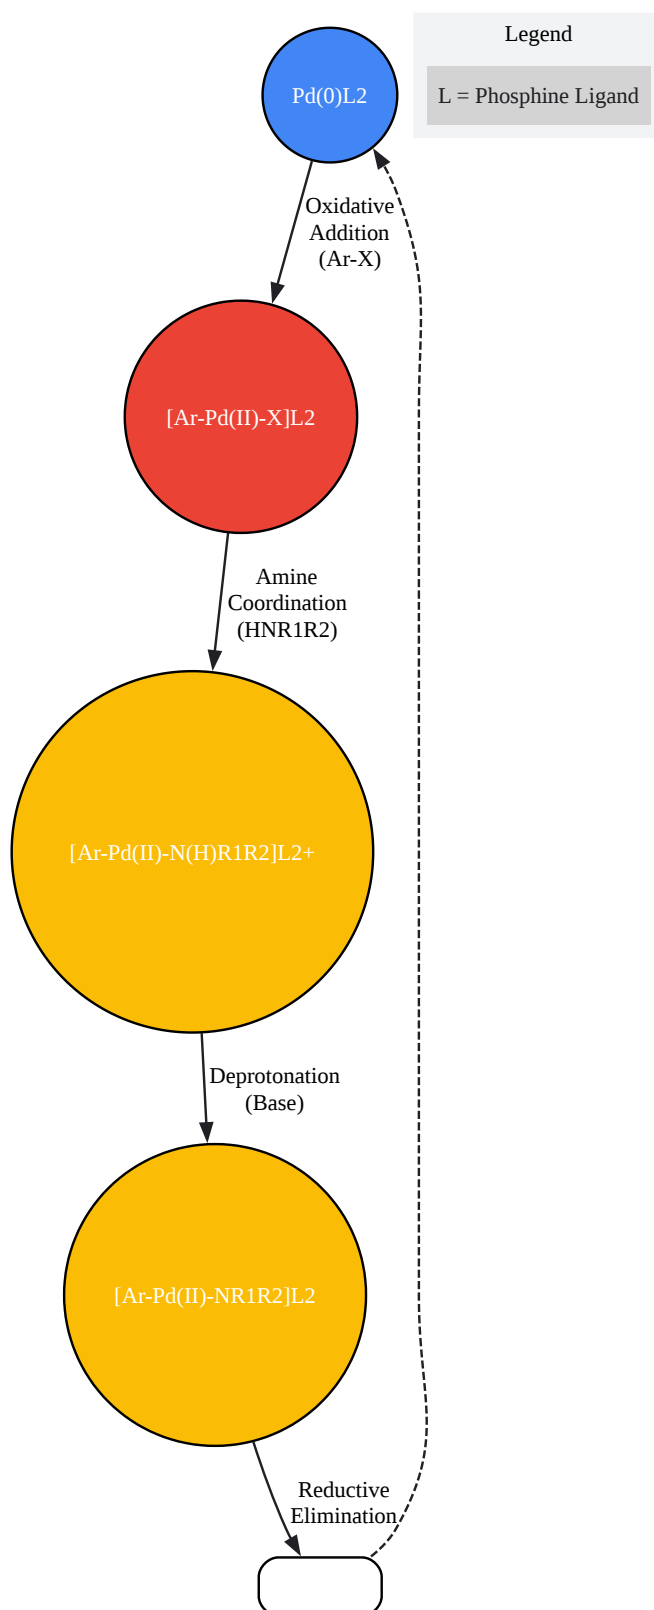 Legend
L = Phosphine Ligand
Pd(0)L2
Oxidative
Addition
(Ar-X)
[Ar-Pd(II)-X]L2
Amine
Coordination
(HNR1R2)
[Ar-Pd(II)-N(H)R1R2]L2+
Deprotonation
(Base)
[Ar-Pd(II)-NR1R2]L2
Reductive
Elimination